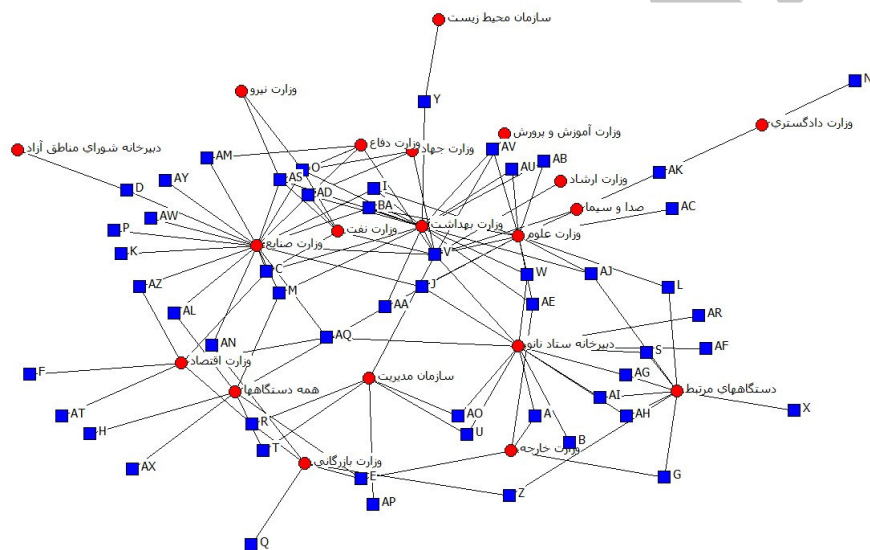 سازمان محیط زیست
N
وزارت نیرو
Y
وزارت دادگستري
وزارت آموزش و پرورش
دبیرخانه شورای مناطق آزاد
AM
وزارت دفاع
وزارت جهاد
AV
AB
O
AU
AK
AY
AS
I
وزارت ارشاد
D
AD
AW
BA
صدا و سیما
AC
P
وزارت نفت
وزارت بهداشت
وزارت علوم
K
وزارت صنایع
V
C
W
AJ
AZ
M
J
L
AL
AA
AE
AR
AN
AQ
دبیرخانه ستاد نانو
S
AF
F
وزارت اقتصاد
سازمان مدیریت
AG
همه دستگاهها
دستگاههاي مرتبط
AI
AT
AO
A
AH
X
H
R
U
B
T
وزارت خارجه
AX
وزارت بازرگاني
E
G
Z
AP
Q